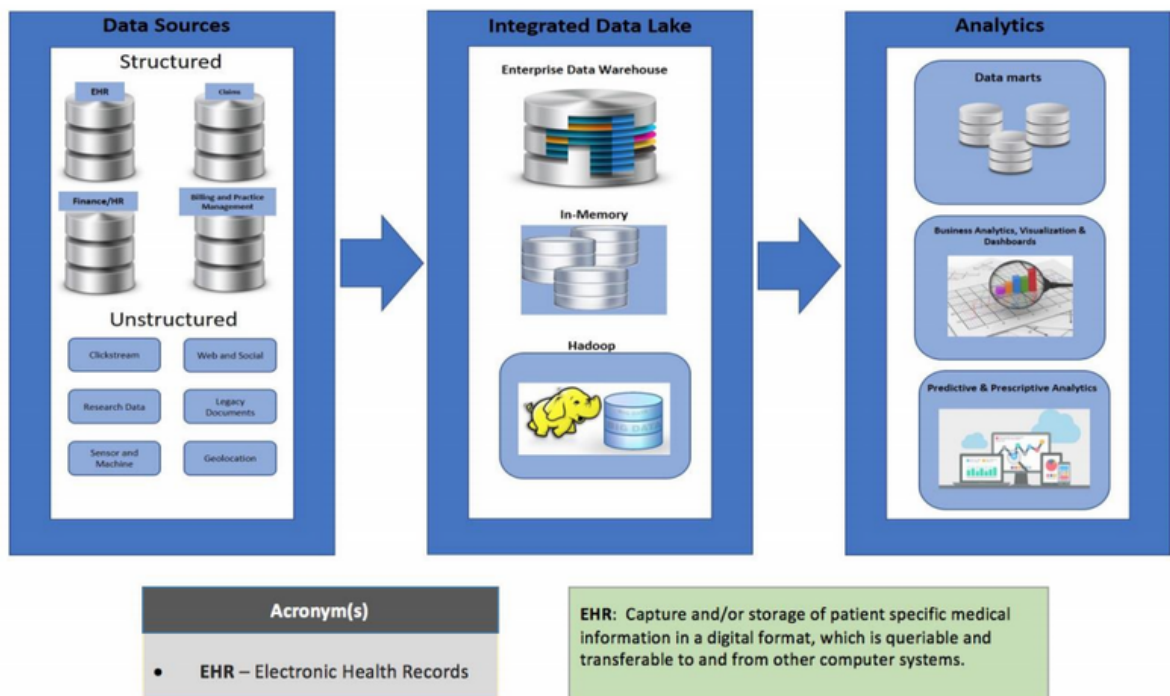 Data Sources
Structured
EHR
Claims
Finance/HR
Billing and Practice
Management
Unstructured
Clickstream
Web and Social
Research Data
Legacy
Documents
Sensor and
Machine
Geolocation
Integrated Data Lake
Enterprise Data Warehouse
In-Memory
Hadoop
BIG DATA
Analytics
Data marts
Business Analytics, Visualization &
Dashboards
Predictive & Prescriptive Analytics
Acronym(s)
• EHR – Electronic Health Records
EHR: Capture and/or storage of patient specific medical
information in a digital format, which is queriable and
transferable to and from other computer systems.